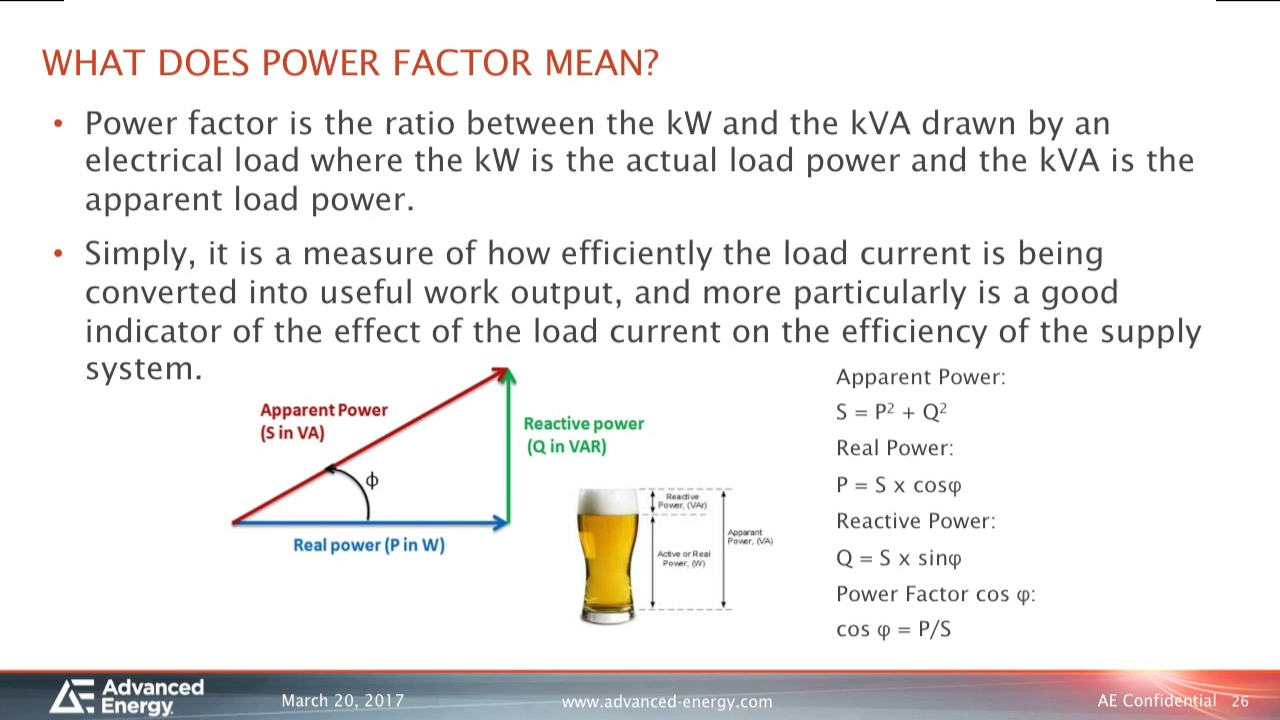 WHAT DOES POWER FACTOR MEAN?
• Power factor is the ratio between the kW and the kVA drawn by an
electrical load where the kW is the actual load power and the kVA is the
apparent load power.
• Simply, it is a measure of how efficiently the load current is being
converted into useful work output, and more particularly is a good
indicator of the effect of the load current on the efficiency of the supply
system.
Apparent Power
(S in VA)
ϕ
Reactive power
(Q in VAR)
Real power (P in W)
Reactive
Power, (VAr)
Apparant
Power, (VA)
Active or Real
Power, (W)
Apparent Power:
S = P² + Q²
Real Power:
P = S x cosφ
Reactive Power:
Q = S x sinφ
Power Factor cos φ:
cos φ = P/S
Advanced
Energy
March 20, 2017
www.advanced-energy.com
AE Confidential 26